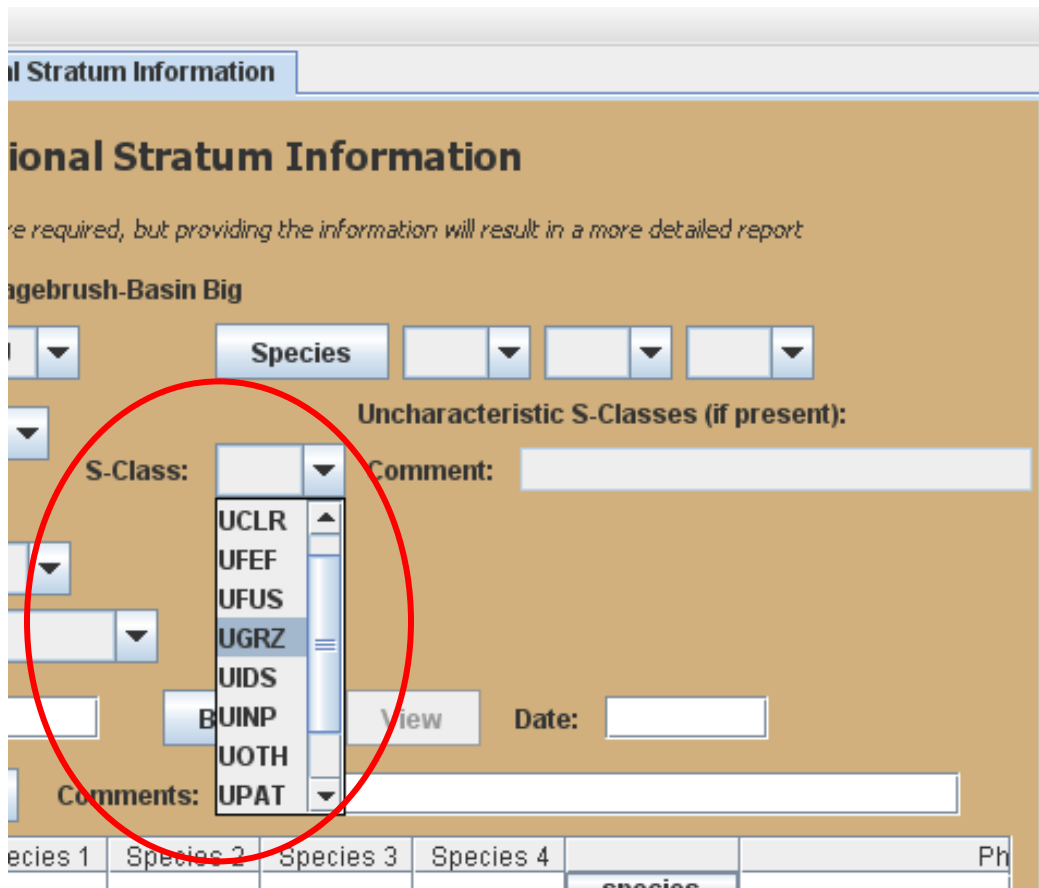 al Stratum Information
ional Stratum Information
re required, but providing the information will result in a more detailed report
agebrush-Basin Big
Species
Uncharacteristic S-Classes (if present):
S-Class:
Comment:
UCLR
UFEF
UFUS
UGRZ
UIDS
UINP
UOTH
UPAT
B
View
Date:
Comments:
ecies 1 Species 2 Species 3 Species 4 Ph
species